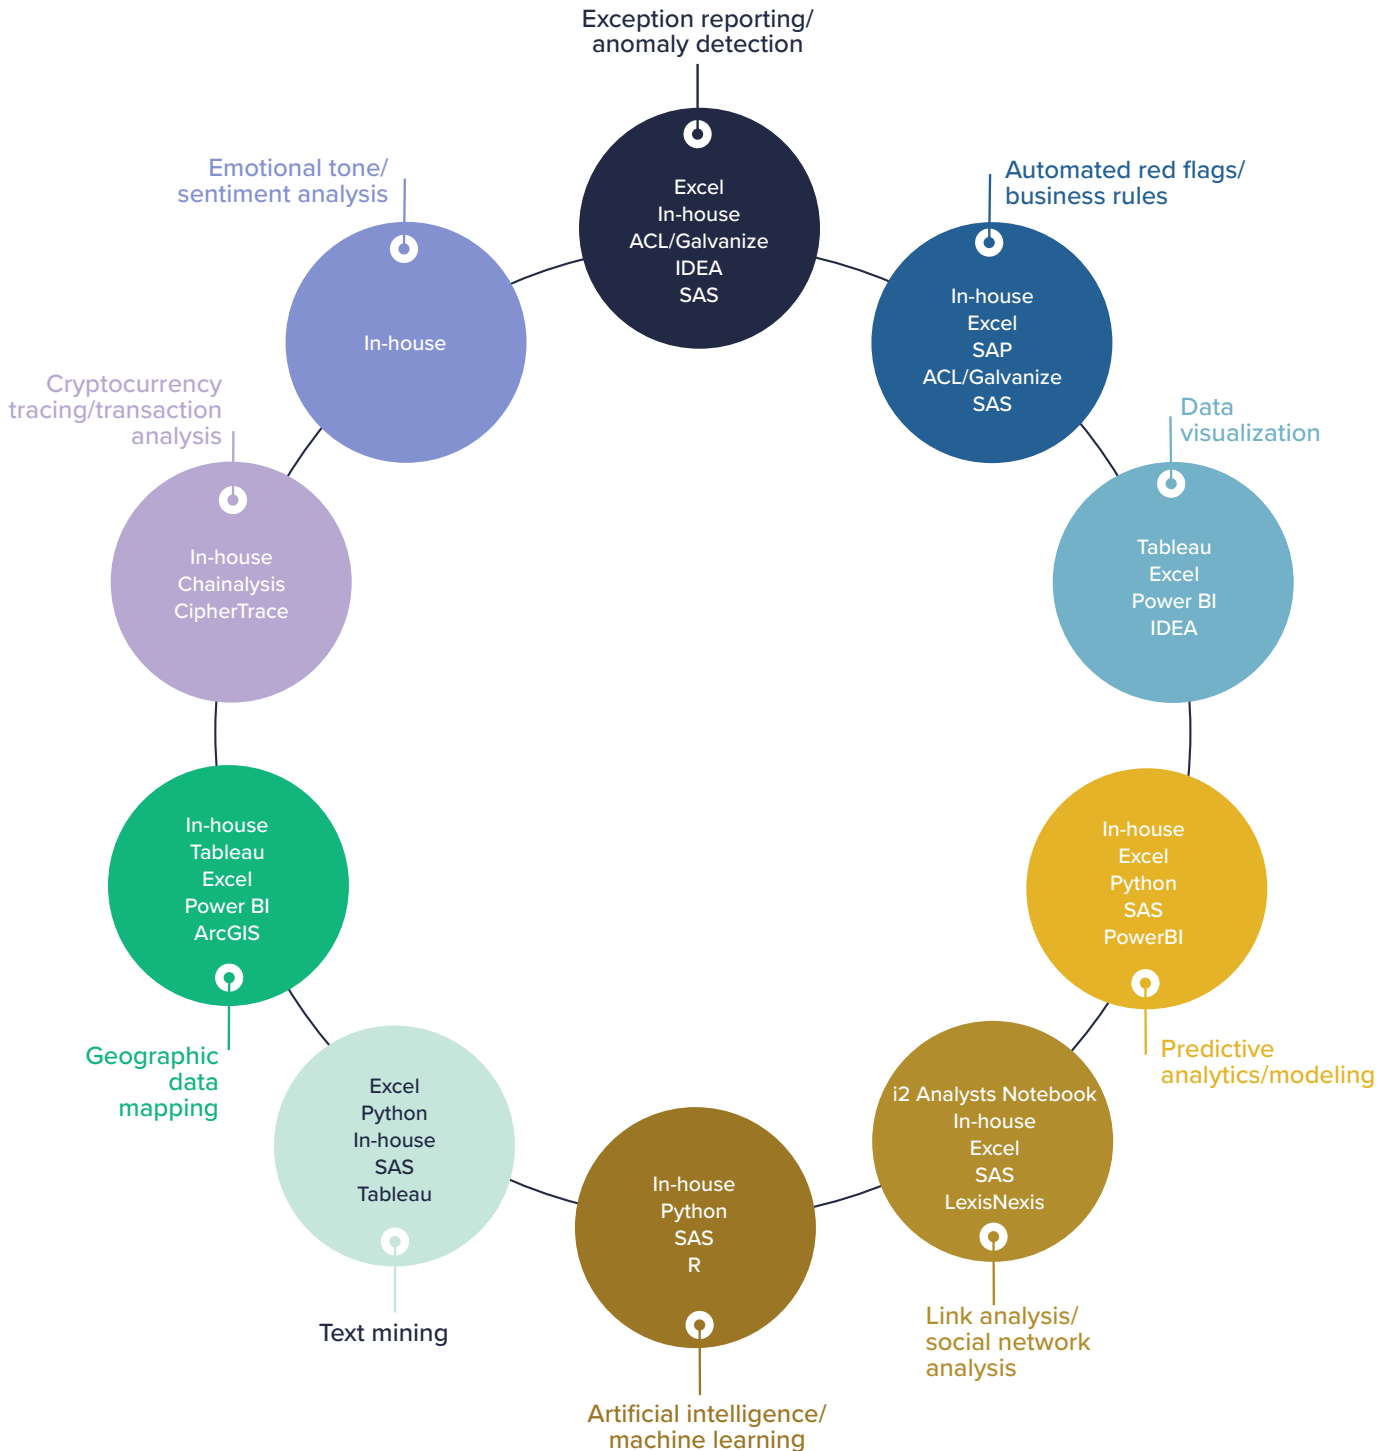 Exception reporting/
anomaly detection
Excel
In-house
ACL/Galvanize
IDEA
SAS
Automated red flags/
business rules
In-house
Excel
SAP
ACL/Galvanize
SAS
Data
visualization
Tableau
Excel
Power BI
IDEA
In-house
Excel
Python
SAS
PowerBI
Predictive
analytics/modeling
i2 Analysts Notebook
In-house
Excel
SAS
LexisNexis
Link analysis/
social network
analysis
In-house
Python
SAS
R
Artificial intelligence/
machine learning
Excel
Python
In-house
SAS
Tableau
Text mining
In-house
Tableau
Excel
Power BI
ArcGIS
Geographic
data
mapping
Cryptocurrency
tracing/transaction
analysis
In-house
Chainalysis
CipherTrace
Emotional tone/
sentiment analysis
In-house